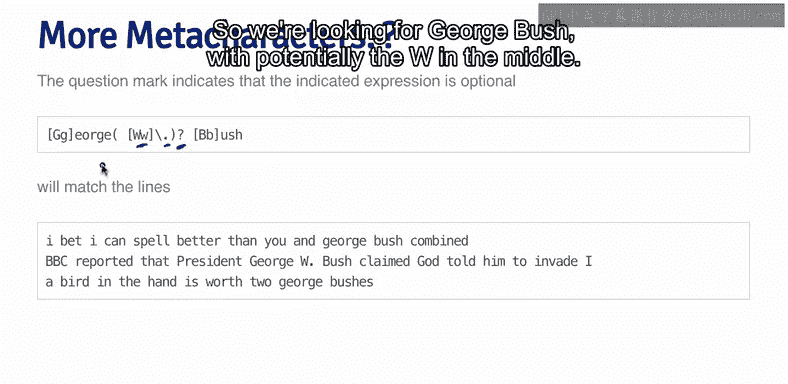 More Metacharacters: ?
So we're looking for George Bush,
with potentially the W in the middle.
The question mark indicates that the indicated expression is optional
[Gg]eorge( [Ww]\.)? [Bb]ush
will match the lines
i bet i can spell better than you and george bush combined
BBC reported that President George W. Bush claimed God told him to invade I
a bird in the hand is worth two george bushes